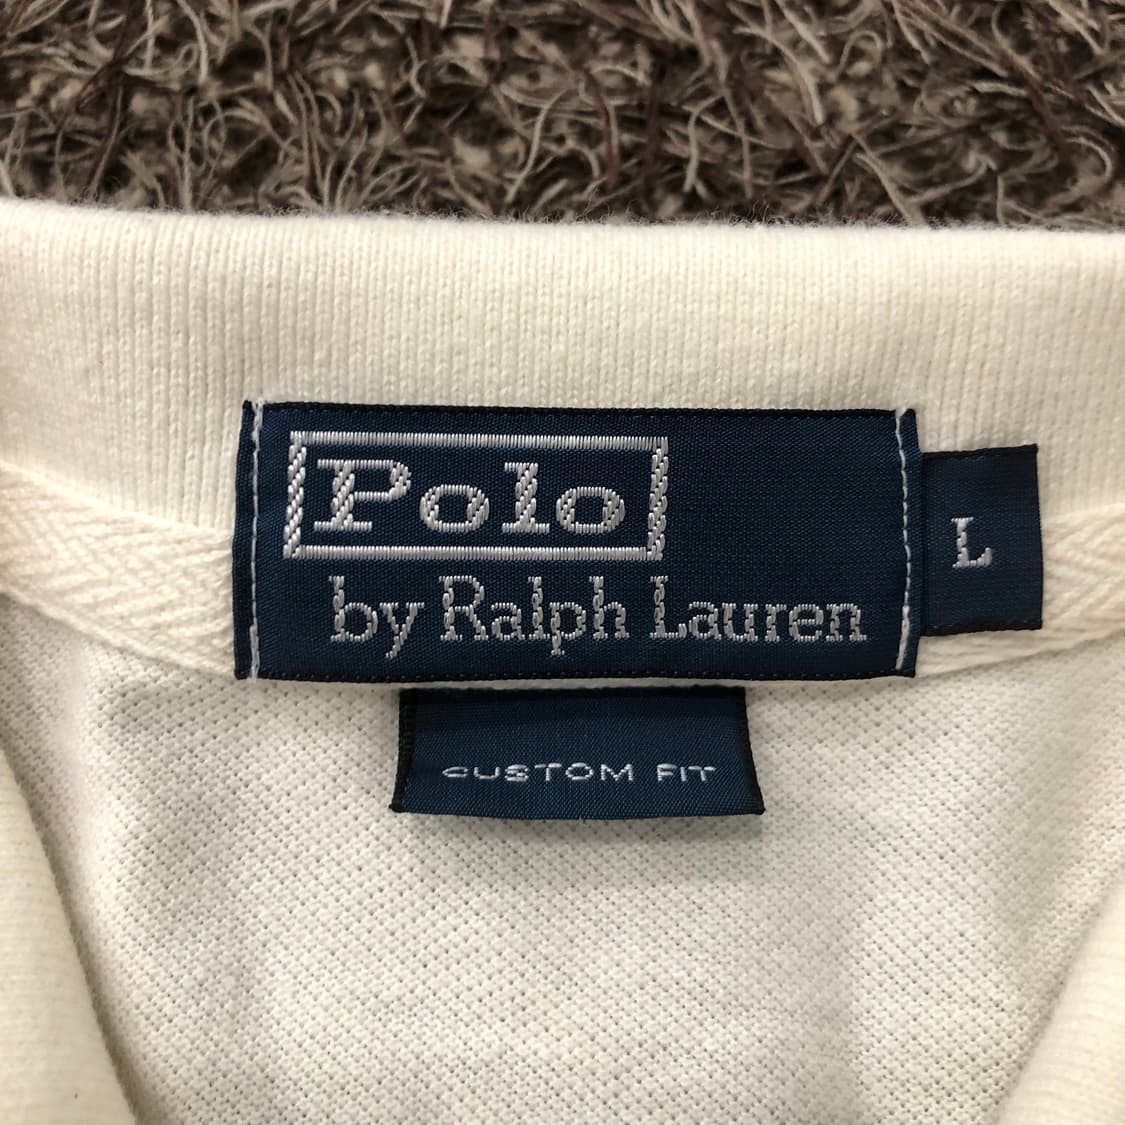 Polo
by Ralph Lauren
L
CUSTOM FIT